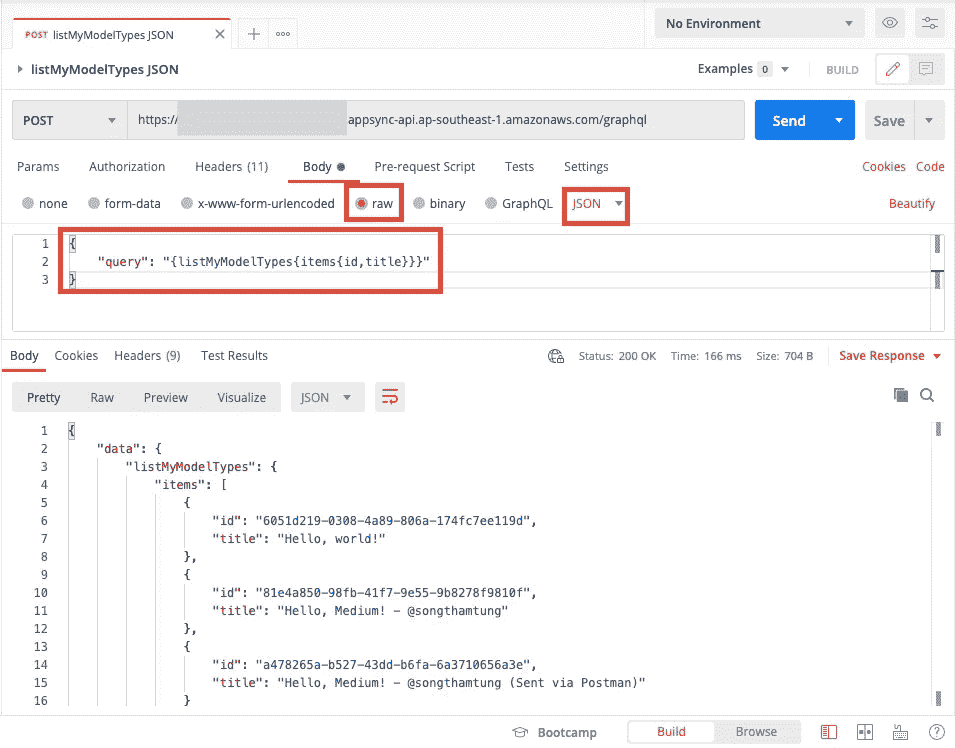 POST listMyModelTypes JSON
No Environment
listMyModelTypes JSON
Examples 0
BUILD
POST
https://
appsync-api.ap-southeast-1.amazonaws.com/graphql
Send
Save
Params Authorization Headers (11) Body Pre-request Script Tests Settings Cookies Code
none form-data x-www-form-urlencoded raw binary GraphQL JSON Beautify
1 {
2 "query": "{listMyModelTypes{items{id,title}}}"
3 }
Body Cookies Headers (9) Test Results Status: 200 OK Time: 166 ms Size: 704 B Save Response
Pretty Raw Preview Visualize JSON
1 {
2 "data": {
3 "listMyModelTypes": {
4 "items": [
5 {
6 "id": "6051d219-0308-4a89-806a-174fc7ee119d",
7 "title": "Hello, world!"
8 },
9 {
10 "id": "81e4a850-98fb-41f7-9e55-9b8278f9810f",
11 "title": "Hello, Medium! - @songthamtung"
12 },
13 {
14 "id": "a478265a-b527-43dd-b6fa-6a3710656a3e",
15 "title": "Hello, Medium! - @songthamtung (Sent via Postman)"
16 }
Bootcamp Build Browse